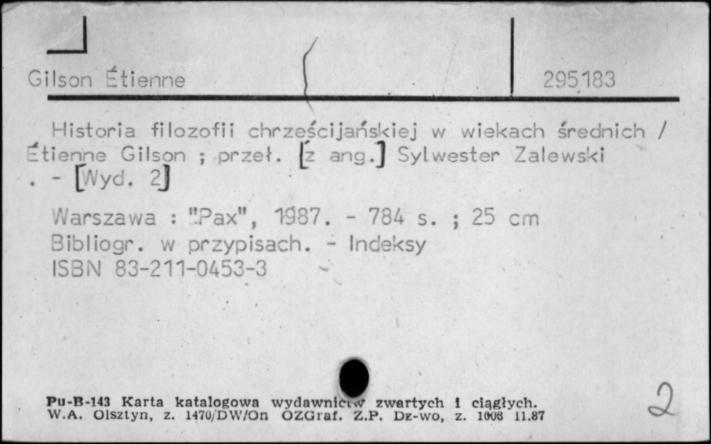 Gilson Étienne 295183
Historia filozofii chrześcijańskiej w wiekach średnich /
Étienne Gilson ; przeł. [z ang.] Sylwester Zalewski
. - [Wyd. 2]
Warszawa : "Pax", 1987. - 784 s. ; 25 cm
Bibliogr. w przypisach. - Indeksy
ISBN 83-211-0453-3
Pu-B-143 Karta katalogowa wydawnictw zwartych i ciągłych.
W.A. Olsztyn, z. 1470/DW/On OZGraf. Z.P. Dz-wo, z. 1008 11.87
2